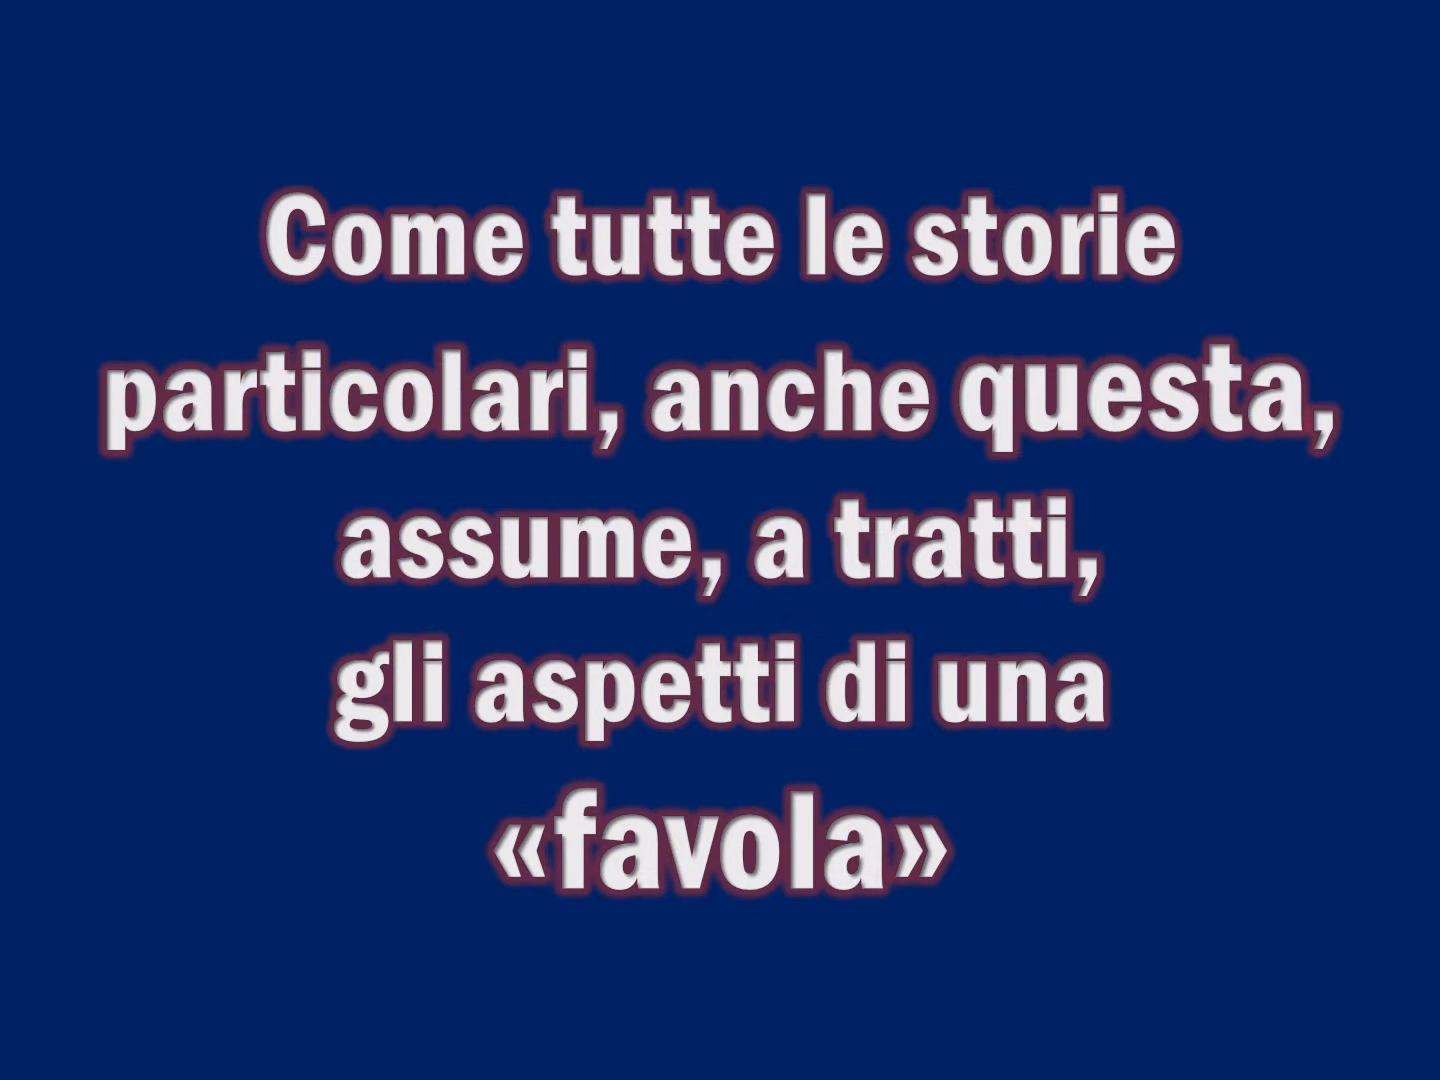 Come tutte le storie
particolari, anche questa,
assume, a tratti,
gli aspetti di una
«favola»